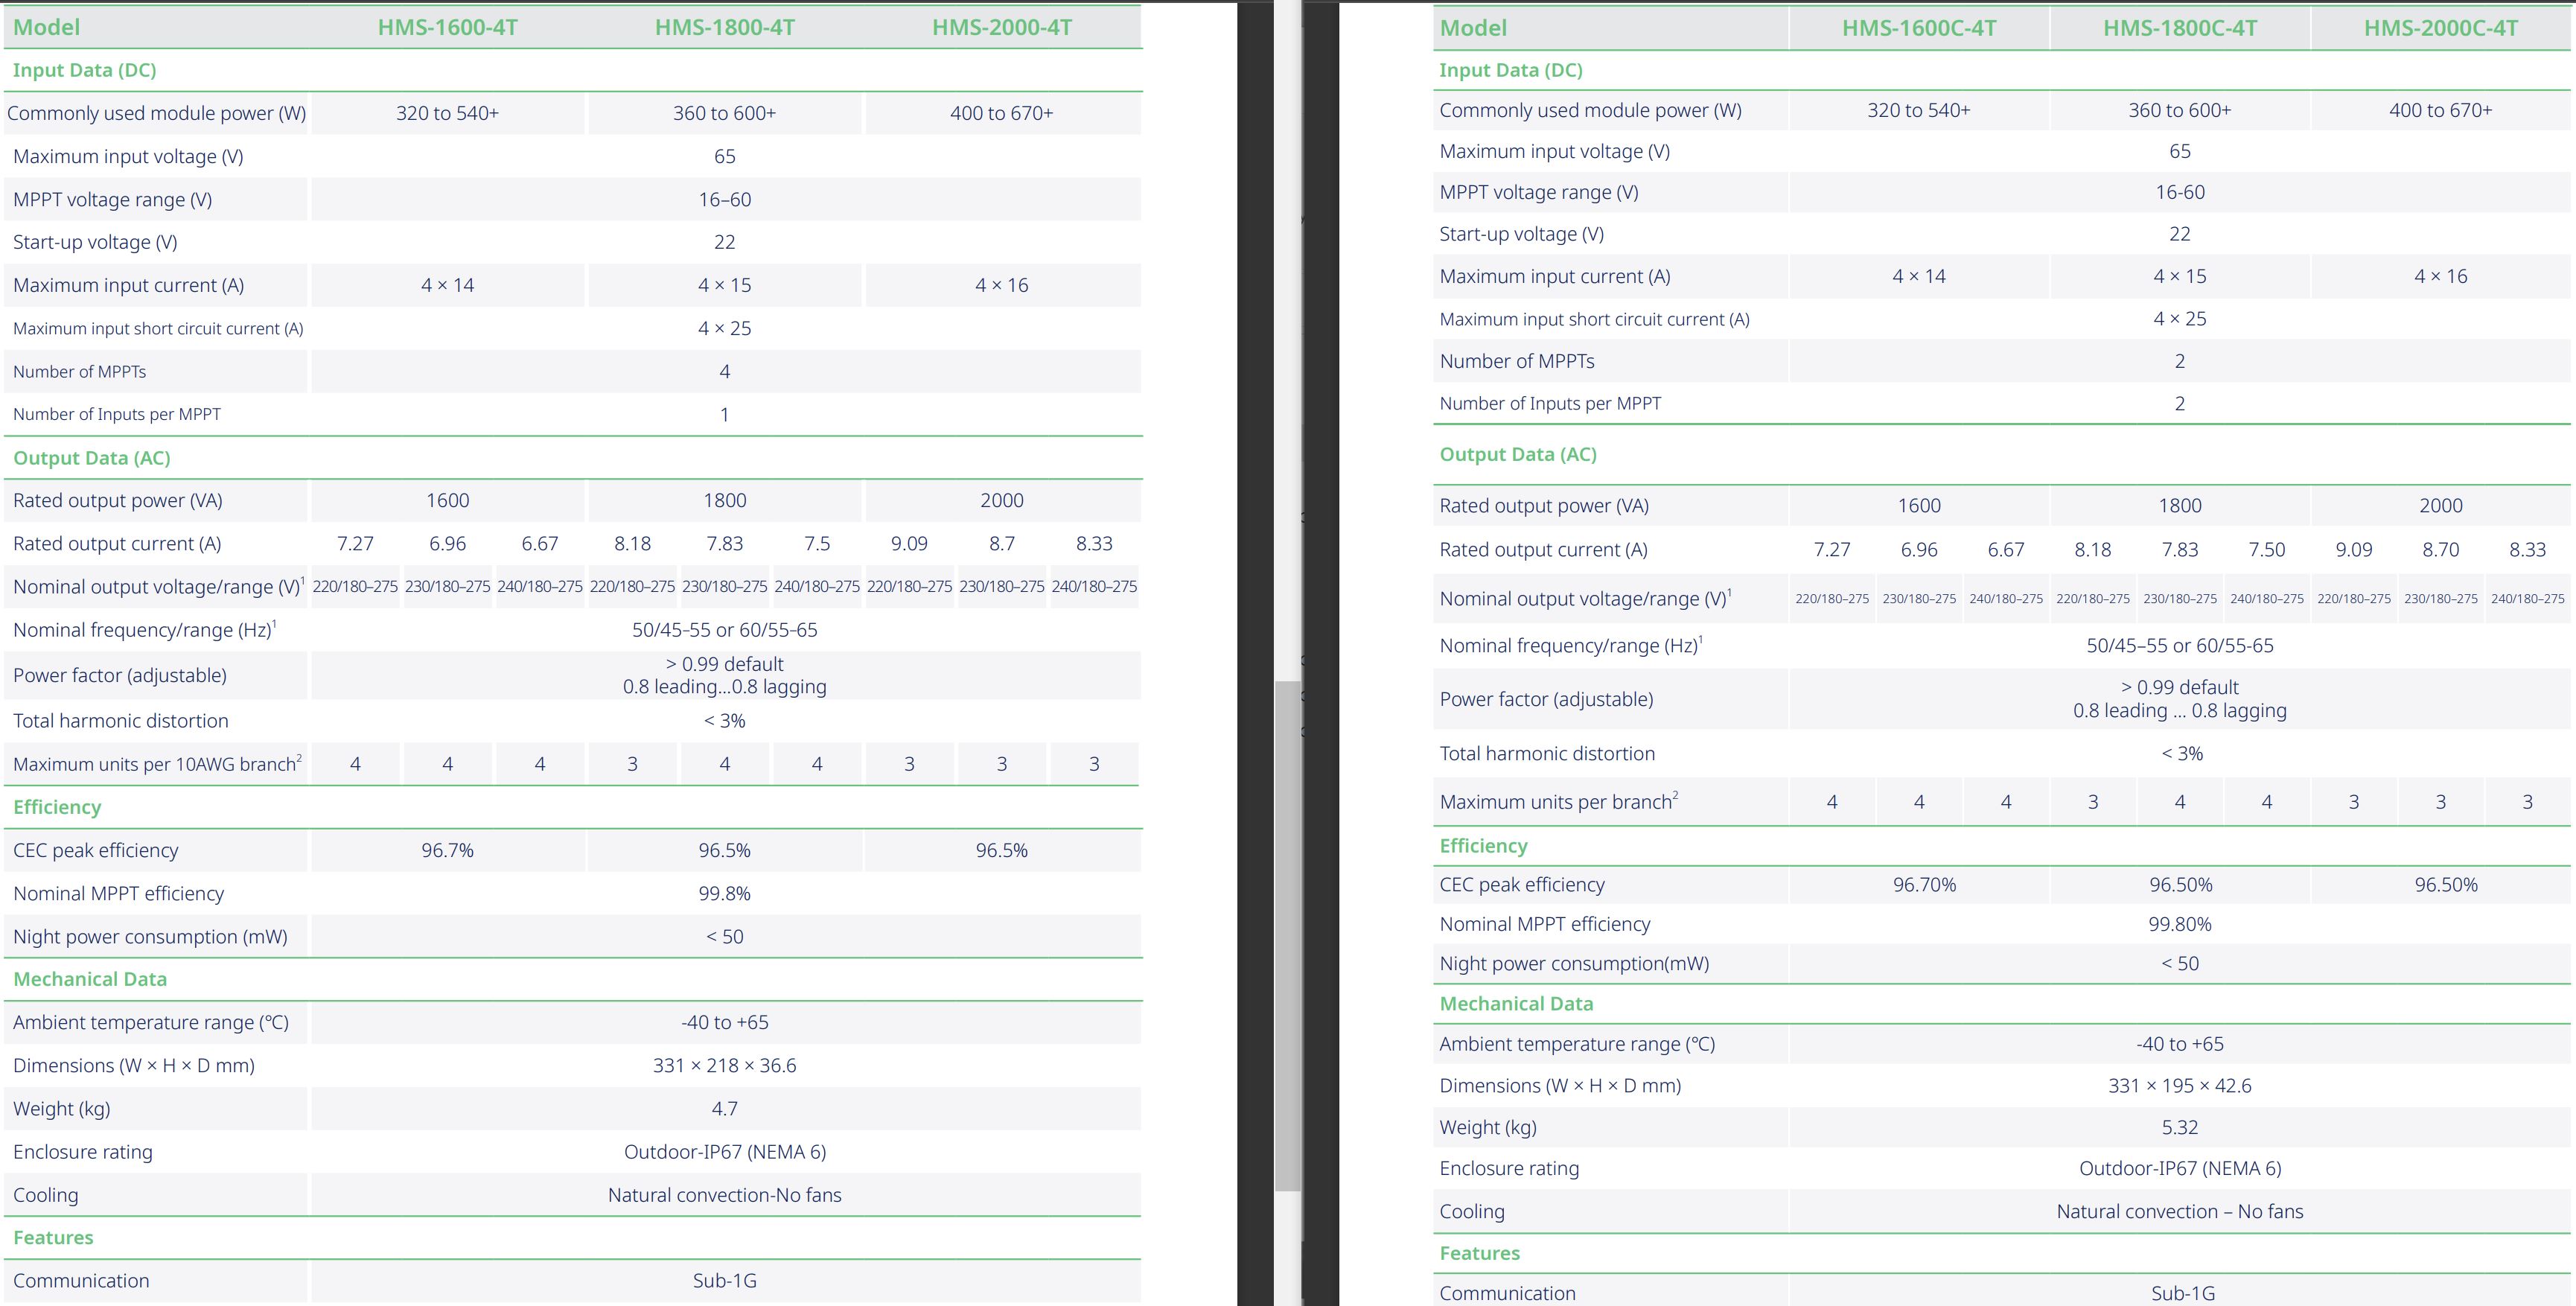 Model HMS-1600-4T HMS-1800-4T HMS-2000-4T
Input Data (DC)
Commonly used module power (W) 320 to 540+ 360 to 600+ 400 to 670+
Maximum input voltage (V) 65
MPPT voltage range (V) 16–60
Start-up voltage (V) 22
Maximum input current (A) 4 × 14 4 × 15 4 × 16
Maximum input short circuit current (A) 4 × 25
Number of MPPTs 4
Number of Inputs per MPPT 1
Output Data (AC)
Rated output power (VA) 1600 1800 2000
Rated output current (A) 7.27 6.96 6.67 8.18 7.83 7.5 9.09 8.7 8.33
Nominal output voltage/range (V)¹ 220/180–275 230/180–275 240/180–275 220/180–275 230/180–275 240/180–275 220/180–275 230/180–275 240/180–275
Nominal frequency/range (Hz)¹ 50/45-55 or 60/55-65
Power factor (adjustable) > 0.99 default
0.8 leading...0.8 lagging
Total harmonic distortion < 3%
Maximum units per 10AWG branch² 4 4 4 3 4 4 3 3 3
Efficiency
CEC peak efficiency 96.7% 96.5% 96.5%
Nominal MPPT efficiency 99.8%
Night power consumption (mW) < 50
Mechanical Data
Ambient temperature range (°C) -40 to +65
Dimensions (W × H × D mm) 331 × 218 × 36.6
Weight (kg) 4.7
Enclosure rating Outdoor-IP67 (NEMA 6)
Cooling Natural convection-No fans
Features
Communication Sub-1G
Model HMS-1600C-4T HMS-1800C-4T HMS-2000C-4T
Input Data (DC)
Commonly used module power (W) 320 to 540+ 360 to 600+ 400 to 670+
Maximum input voltage (V) 65
MPPT voltage range (V) 16-60
Start-up voltage (V) 22
Maximum input current (A) 4 × 14 4 × 15 4 × 16
Maximum input short circuit current (A) 4 × 25
Number of MPPTs 2
Number of Inputs per MPPT 2
Output Data (AC)
Rated output power (VA) 1600 1800 2000
Rated output current (A) 7.27 6.96 6.67 8.18 7.83 7.50 9.09 8.70 8.33
Nominal output voltage/range (V)¹ 220/180–275 230/180–275 240/180–275 220/180–275 230/180–275 240/180–275 220/180–275 230/180–275 240/180–275
Nominal frequency/range (Hz)¹ 50/45–55 or 60/55-65
Power factor (adjustable) > 0.99 default
0.8 leading ... 0.8 lagging
Total harmonic distortion < 3%
Maximum units per branch² 4 4 4 3 4 4 3 3 3
Efficiency
CEC peak efficiency 96.70% 96.50% 96.50%
Nominal MPPT efficiency 99.80%
Night power consumption(mW) < 50
Mechanical Data
Ambient temperature range (°C) -40 to +65
Dimensions (W × H × D mm) 331 × 195 × 42.6
Weight (kg) 5.32
Enclosure rating Outdoor-IP67 (NEMA 6)
Cooling Natural convection – No fans
Features
Communication Sub-1G